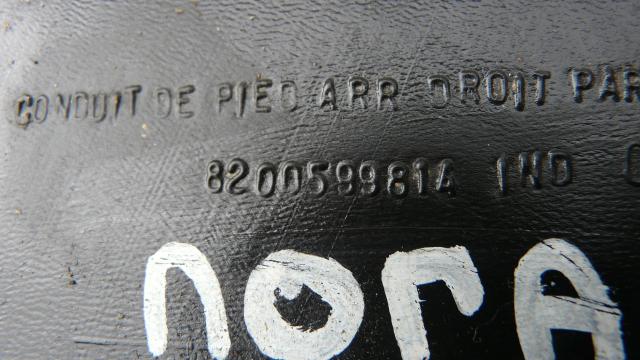 CONDUIT DE PIED ARR DROIT PAR
8200599814 IND
norA